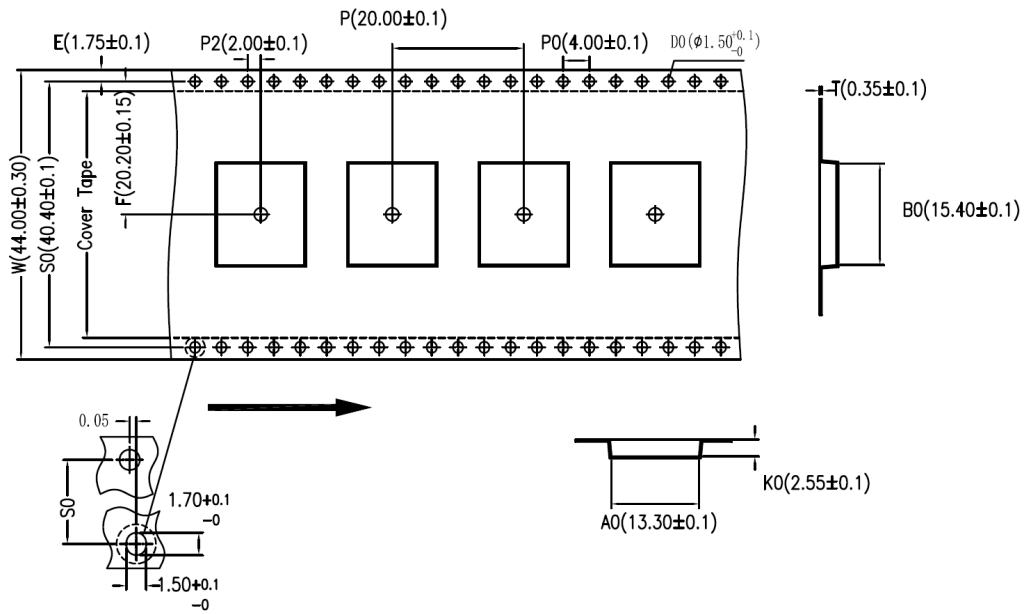 P(20.00±0.1)
E(1.75±0.1)
P2(2.00±0.1)
P0(4.00±0.1)
D0(φ1.50+0.1
-0)
T(0.35±0.1)
W(44.00±0.30)
S0(40.40±0.1)
Cover Tape
F(20.20±0.15)
B0(15.40±0.1)
0.05
S0
1.70+0.1
-0
1.50+0.1
-0
K0(2.55±0.1)
A0(13.30±0.1)